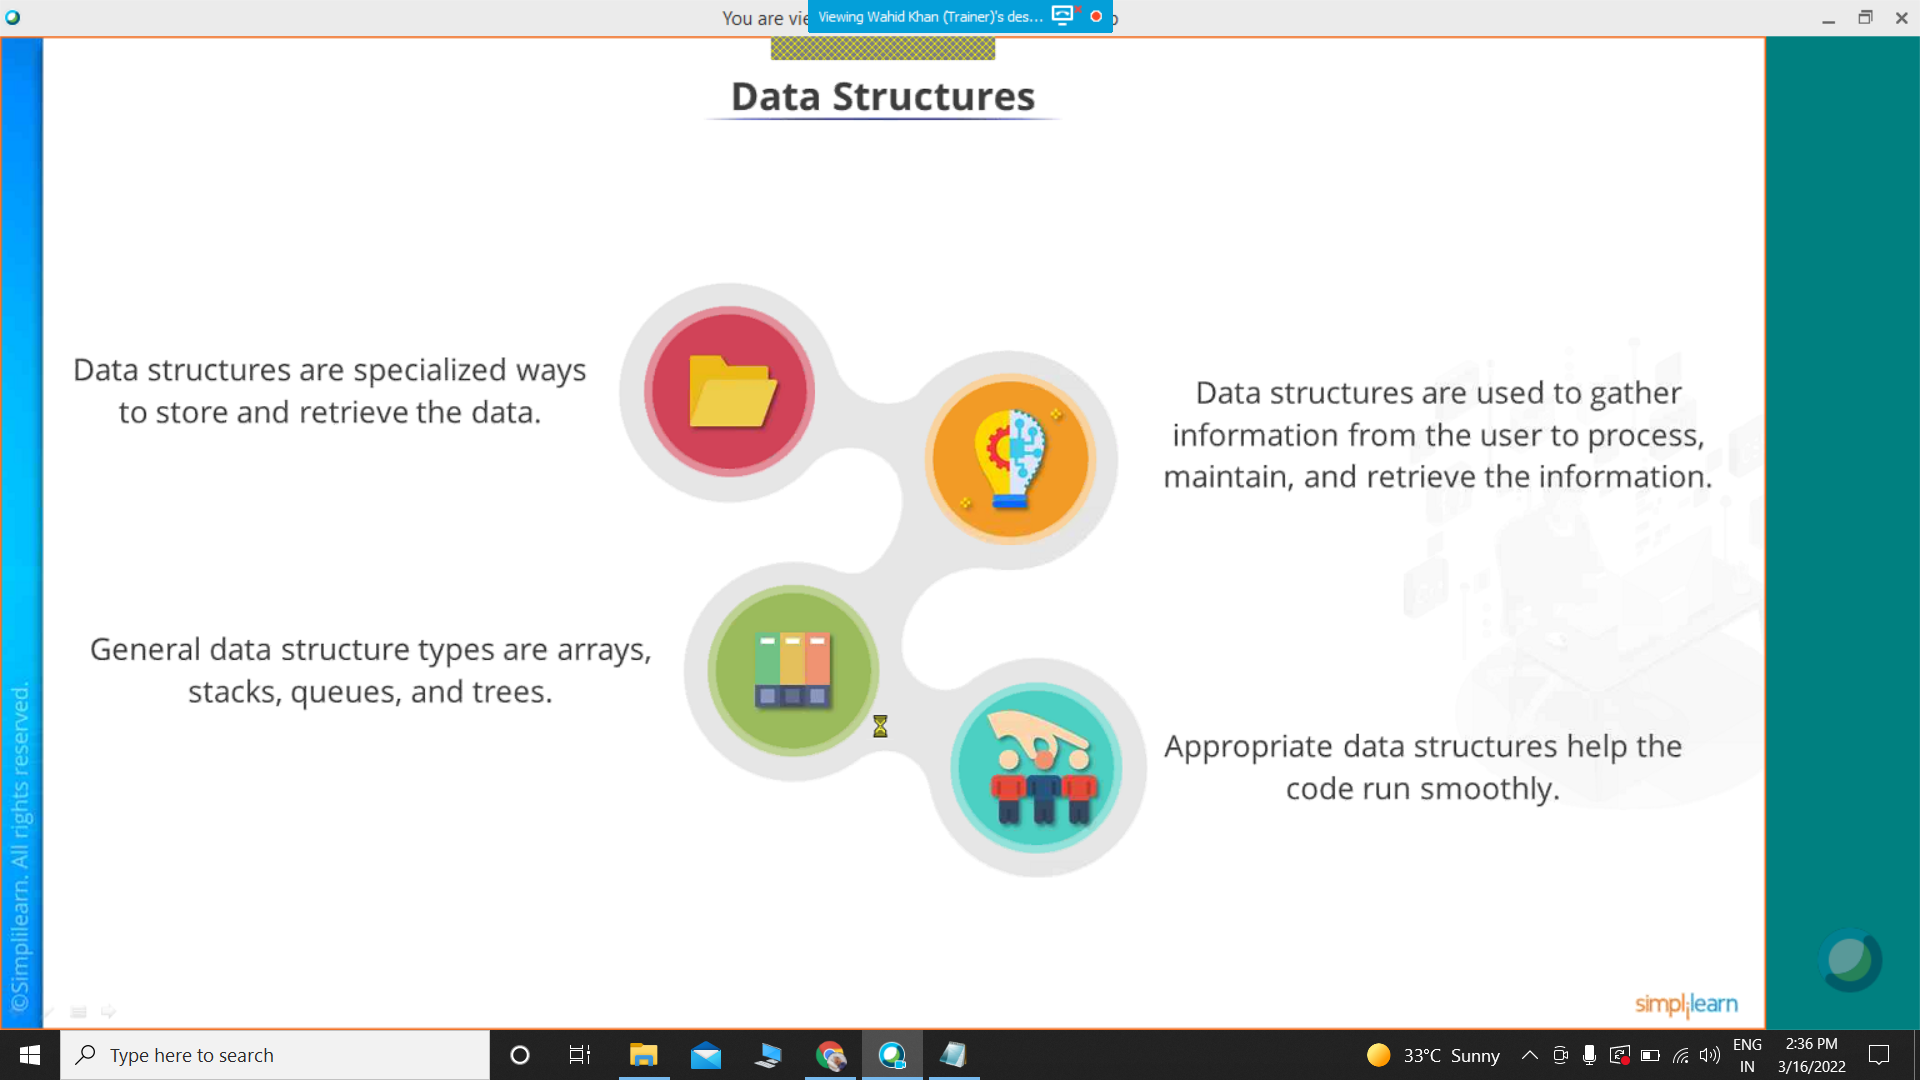 You are vie
Viewing Wahid Khan (Trainer)'s des...
Data Structures
Data structures are specialized ways
to store and retrieve the data.
Data structures are used to gather
information from the user to process,
maintain, and retrieve the information.
General data structure types are arrays,
stacks, queues, and trees.
Appropriate data structures help the
code run smoothly.
©Simplilearn. All rights reserved.
simplilearn
Type here to search
33°C Sunny
ENG
IN
2:36 PM
3/16/2022